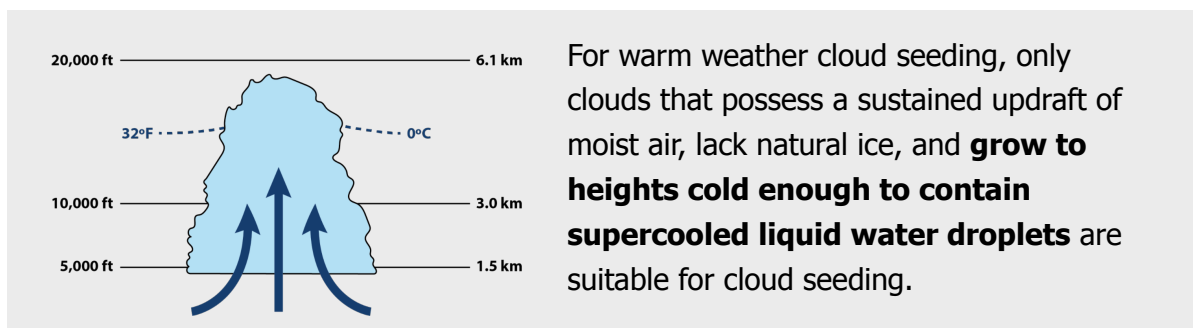 20,000 ft
6.1 km
32ºF
0ºC
10,000 ft
3.0 km
5,000 ft
1.5 km
For warm weather cloud seeding, only
clouds that possess a sustained updraft of
moist air, lack natural ice, and grow to
heights cold enough to contain
supercooled liquid water droplets are
suitable for cloud seeding.